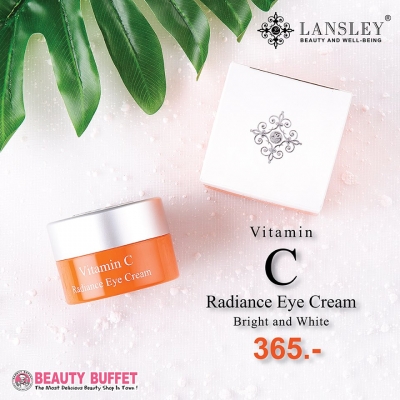 LANSLEY®
BEAUTY AND WELL-BEING
Vitamin C
Radiance Eye Cream
Vitamin
C
Radiance Eye Cream
Bright and White
365.-
BEAUTY BUFFET
The Most Delicious Beauty Shop In Town !